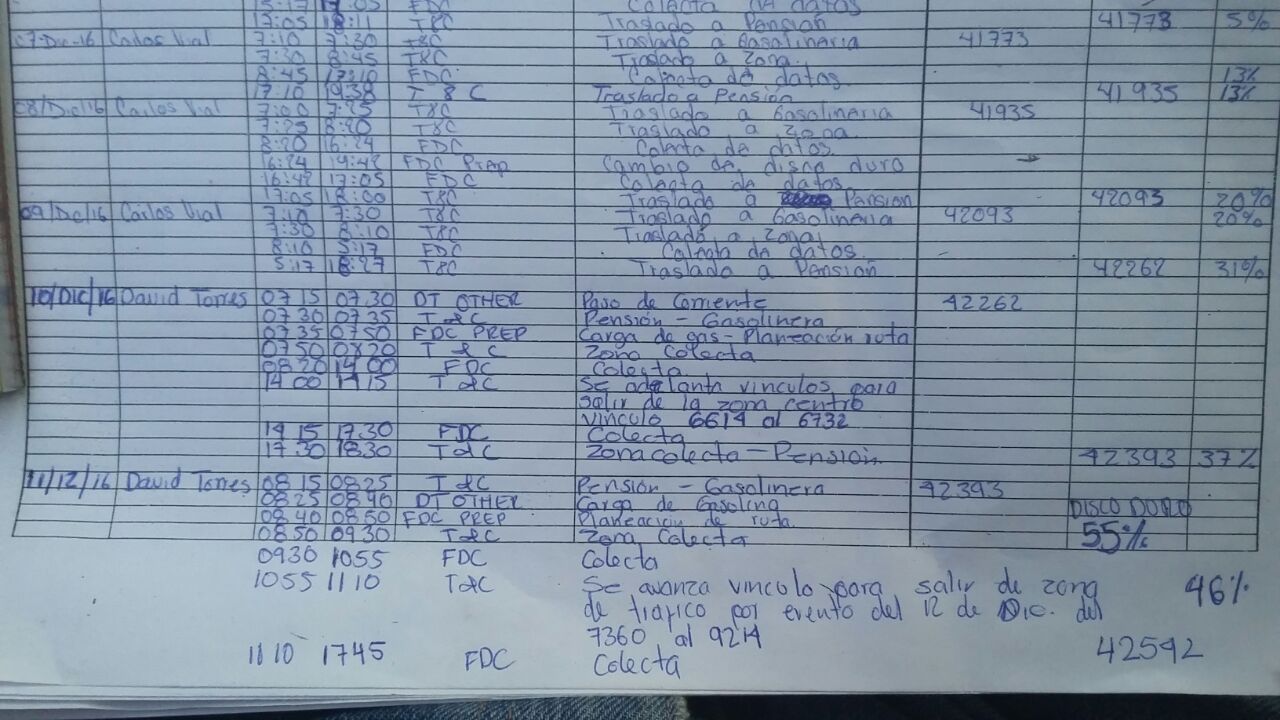 15:17 17:05 FDC Colecta de datos
17:05 18:11 T&C Traslado a Pensión 41773 5%
07-Dic-16 Carlos Vial 7:10 7:30 T&C Traslado a Gasolineria 41773
7:30 8:45 T&C Traslado a Zona
8:45 17:10 FDC Colecta de datos 13%
17:10 19:38 T&C Traslado a Pensión 41935 13%
08/Dic/16 Carlos Vial 7:00 7:25 T&C Traslado a Gasolineria 41935
7:25 8:20 T&C Traslado a Zona
8:20 16:24 FDC Colecta de datos
16:24 FDC Prep Cambio de disco duro
16:42 17:05 FDC Colecta de datos
17:05 18:00 T&C Traslado a Pension 42093 20%
09/Dic/16 Carlos Vial 7:10 7:30 T&C Traslado a Gasolineria 42093 20%
7:30 8:10 T&C Traslado a Zona
8:10 5:17 FDC Colecta de datos
5:17 18:27 T&C Traslado a Pensión 42262 31%
10/DIC/16 David Torres 07 15 07.30 DT OTHER Paso de Corriente 42262
07 30 07 35 T&C Pensión - Gasolinera
07 35 07 50 FDC PREP Carga de gas - Planeación ruta
07 50 08 20 T&C Zona Colecta
08 20 14 00 FDC Colecta
14 00 14 15 T&C Se adelanta vinculos para
salir de la zona centro
vinculo 6614 al 6732
14 15 17.30 FDC Colecta
17.30 18.30 T&C Zona colecta - Pensión 42393 37%
11/12/16 David Torres 08 15 08 25 T&C Pensión - Gasolinera 42393
08 25 08 40 DT OTHER Carga de Gasolina DISCO DURO
08 40 08 50 FDC PREP Planeación de ruta
08 50 09 30 T&C Zona Colecta 55%
0930 1055 FDC Colecta
1055 1110 T&C Se avanza vinculo para salir de zona 46%
de trafico por evento del 12 de Dic. del
7360 al 9214
1110 1745 FDC Colecta 42542